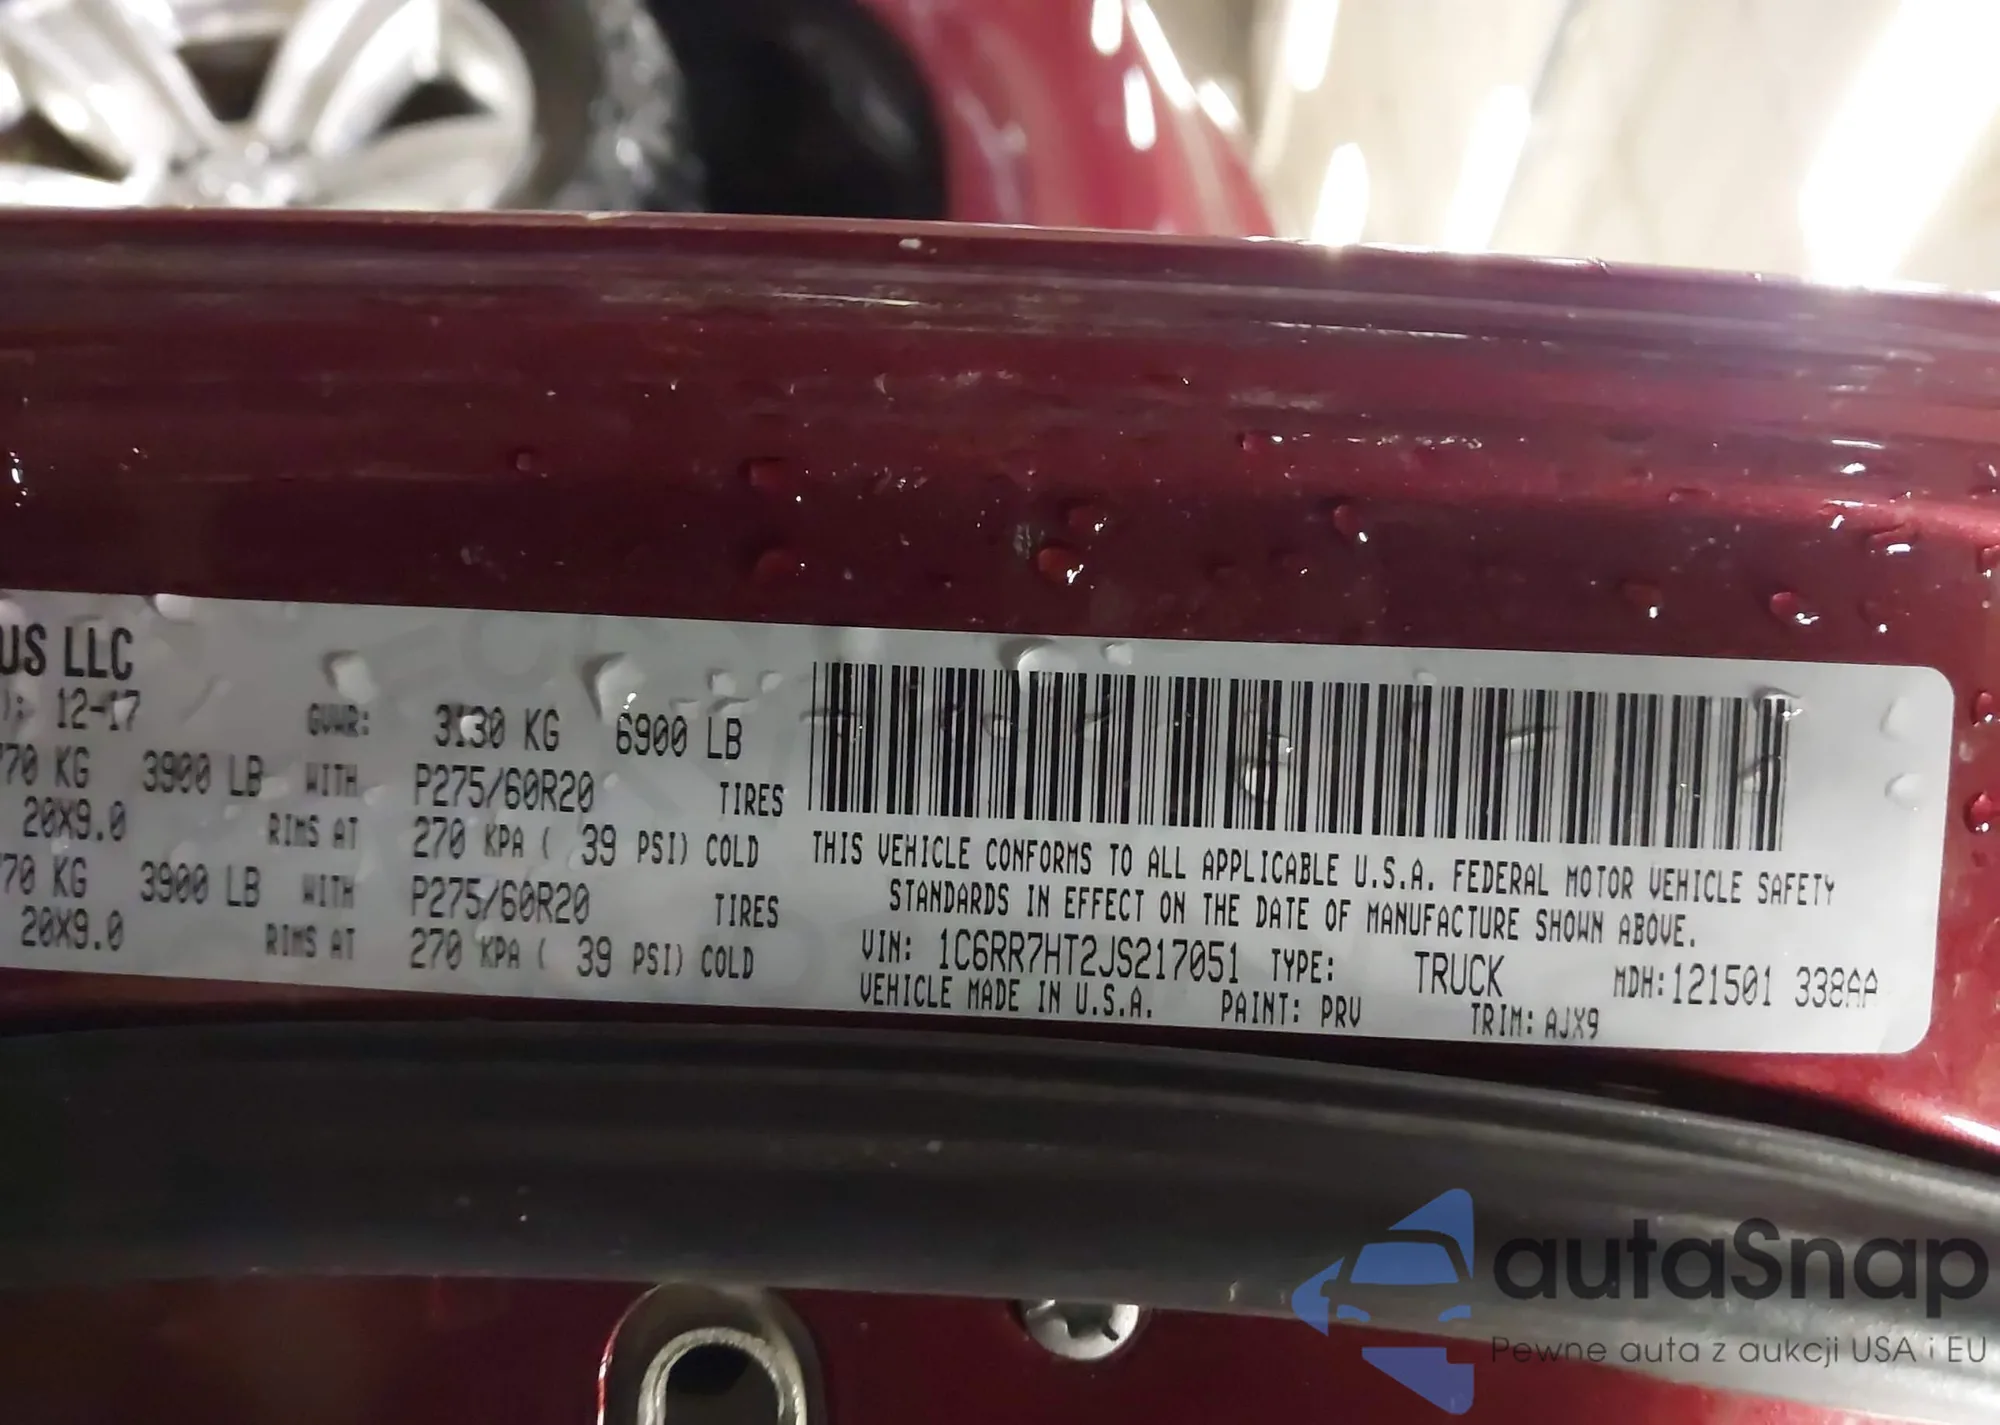 US LLC
): 12-17 GVWR: 3130 KG 6900 LB
770 KG 3900 LB WITH P275/60R20 TIRES
20X9.0 RIMS AT 270 KPA ( 39 PSI) COLD
770 KG 3900 LB WITH P275/60R20 TIRES
20X9.0 RIMS AT 270 KPA ( 39 PSI) COLD
THIS VEHICLE CONFORMS TO ALL APPLICABLE U.S.A. FEDERAL MOTOR VEHICLE SAFETY
STANDARDS IN EFFECT ON THE DATE OF MANUFACTURE SHOWN ABOVE.
VIN: 1C6RR7HT2JS217051 TYPE: TRUCK MDH:121501 338AA
VEHICLE MADE IN U.S.A. PAINT: PRV TRIM: AJX9
autaSnap
Pewne auta z aukcji USA i EU